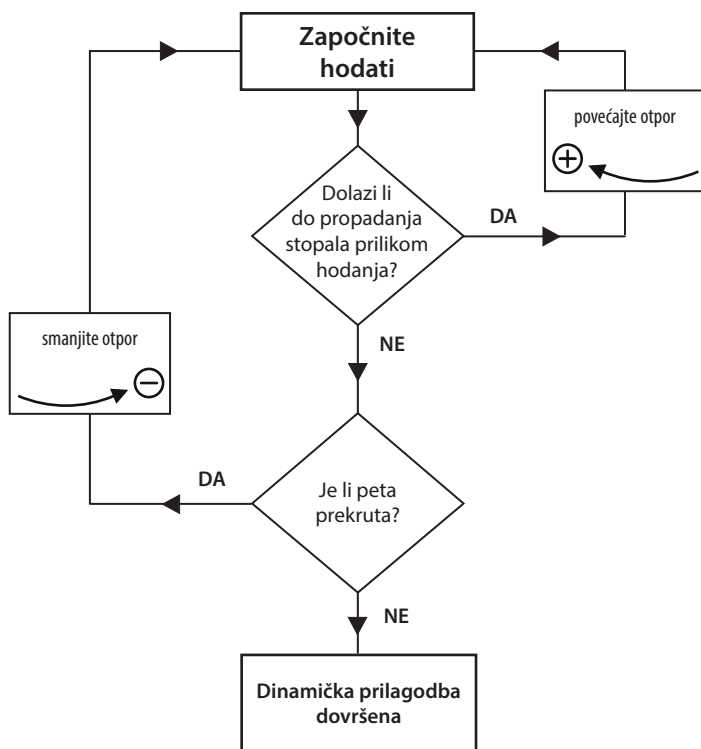 Započnite
hodati
povećajte otpor
Dolazi li
do propadanja
stopala prilikom
hodanja?
DA
smanjite otpor
NE
DA
Je li peta
prekruta?
NE
Dinamička prilagodba
dovršena